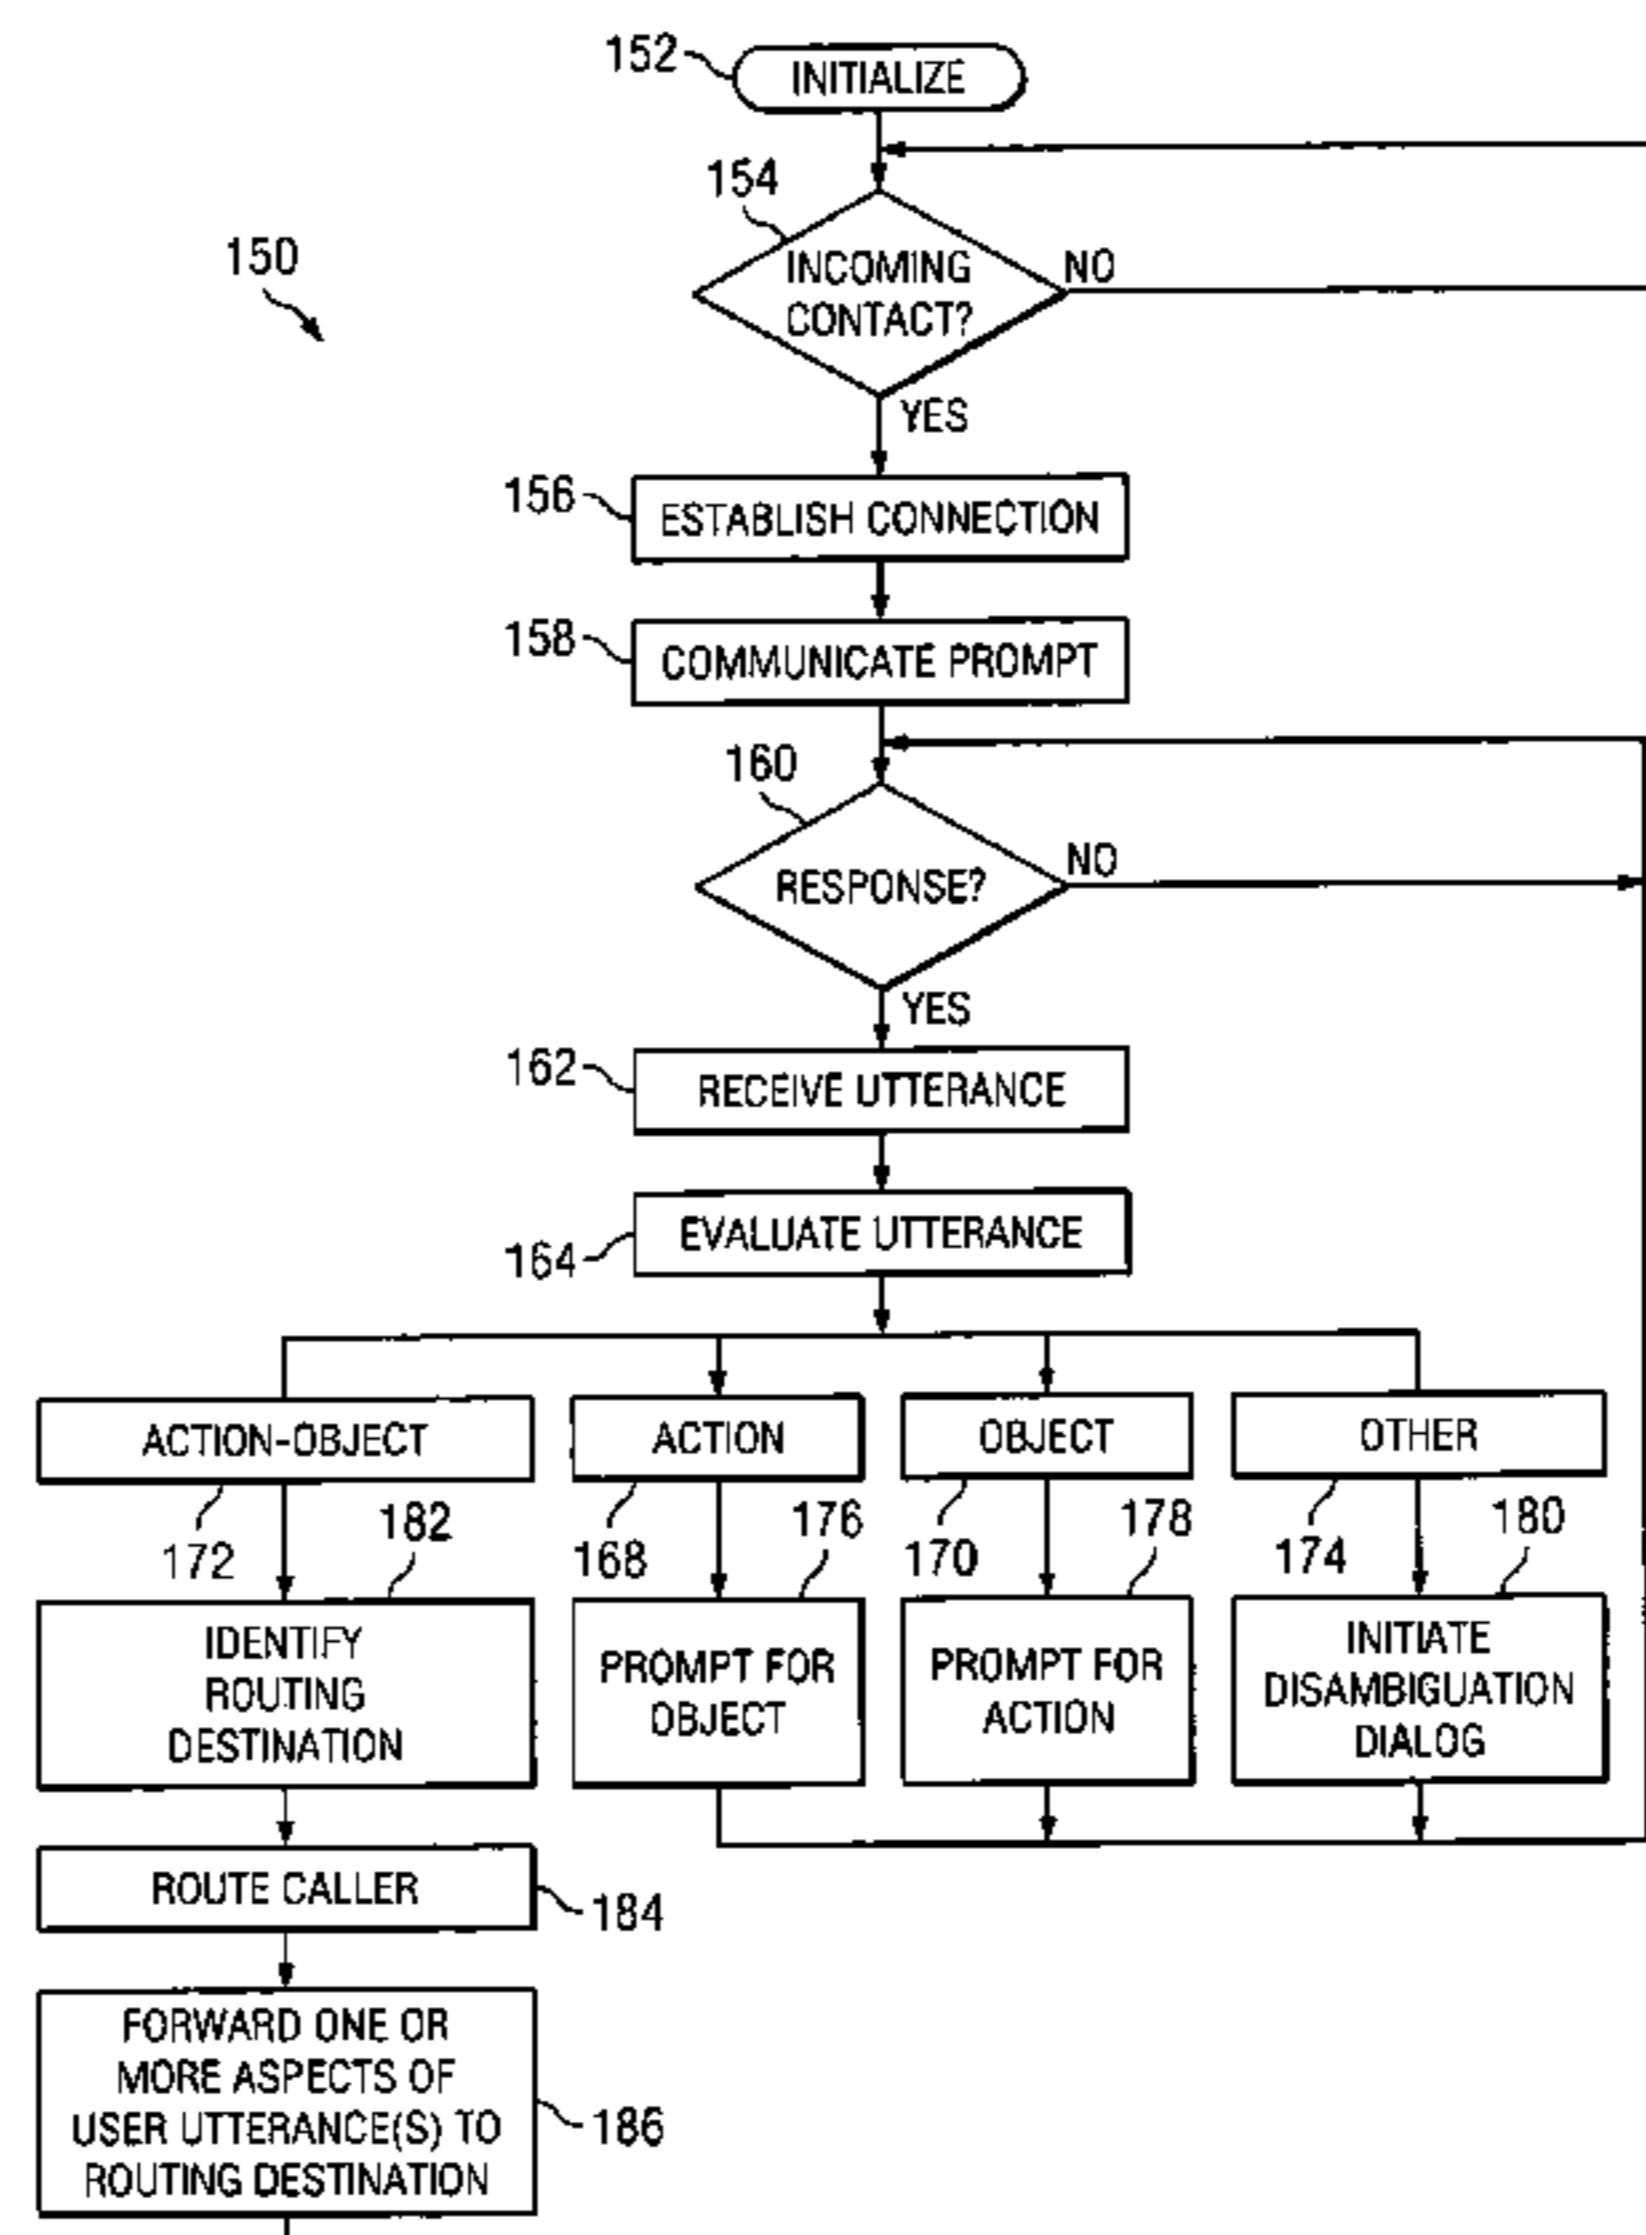 152
INITIALIZE
154
150
INCOMING
CONTACT?
NO
YES
156
ESTABLISH CONNECTION
158
COMMUNICATE PROMPT
160
RESPONSE?
NO
YES
162
RECEIVE UTTERANCE
164
EVALUATE UTTERANCE
ACTION-OBJECT
ACTION
OBJECT
OTHER
172
182
168
176
170
178
174
180
IDENTIFY
ROUTING
DESTINATION
PROMPT FOR
OBJECT
PROMPT FOR
ACTION
INITIATE
DISAMBIGUATION
DIALOG
ROUTE CALLER
184
FORWARD ONE OR
MORE ASPECTS OF
USER UTTERANCE(S) TO
ROUTING DESTINATION
186